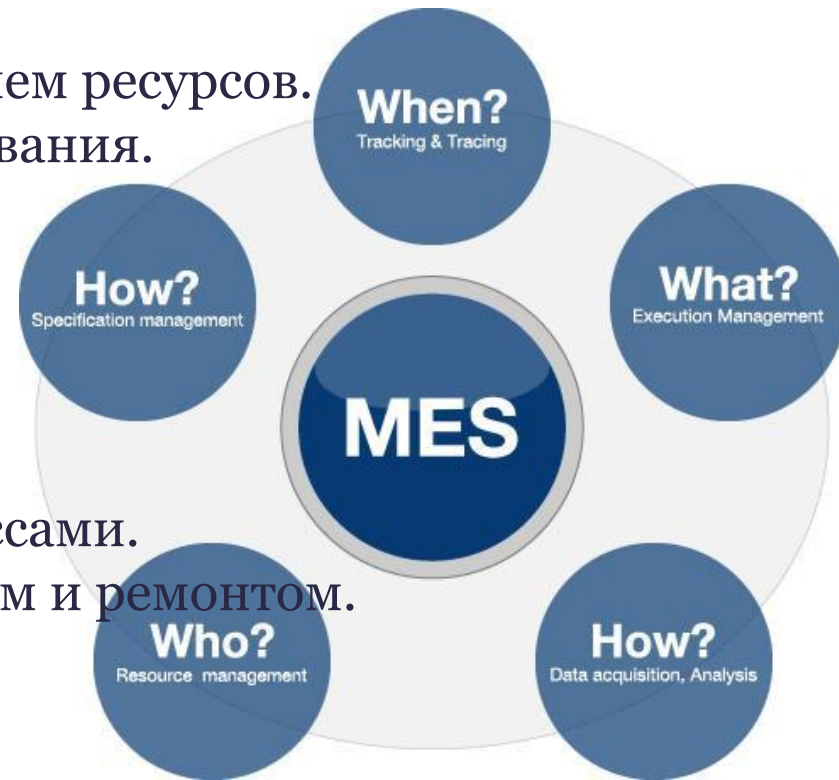 ем ресурсов.
вания.
When?
Tracking & Tracing
How?
Specification management
What?
Execution Management
MES
ссами.
м и ремонтом.
Who?
Resource management
How?
Data acquisition, Analysis